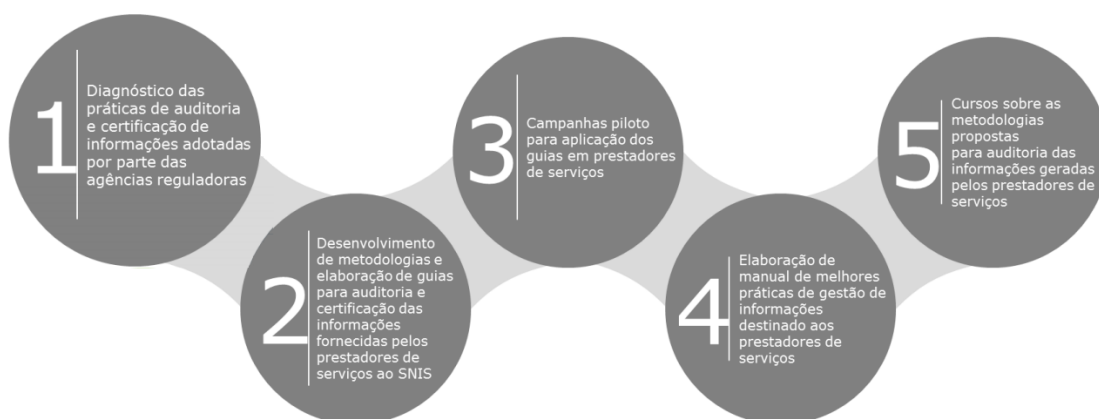 1
Diagnóstico das
práticas de auditoria
e certificação de
informações adotadas
por parte das
agências reguladoras
2
Desenvolvimento
de metodologias e
elaboração de guias
para auditoria e
certificação das
informações
fornecidas pelos
prestadores de
serviços ao SNIS
3
Campanhas piloto
para aplicação dos
guias em prestadores
de serviços
4
Elaboração de
manual de melhores
práticas de gestão de
informações
destinado aos
prestadores de
serviços
5
Cursos sobre as
metodologias
propostas
para auditoria das
informações geradas
pelos prestadores de
serviços